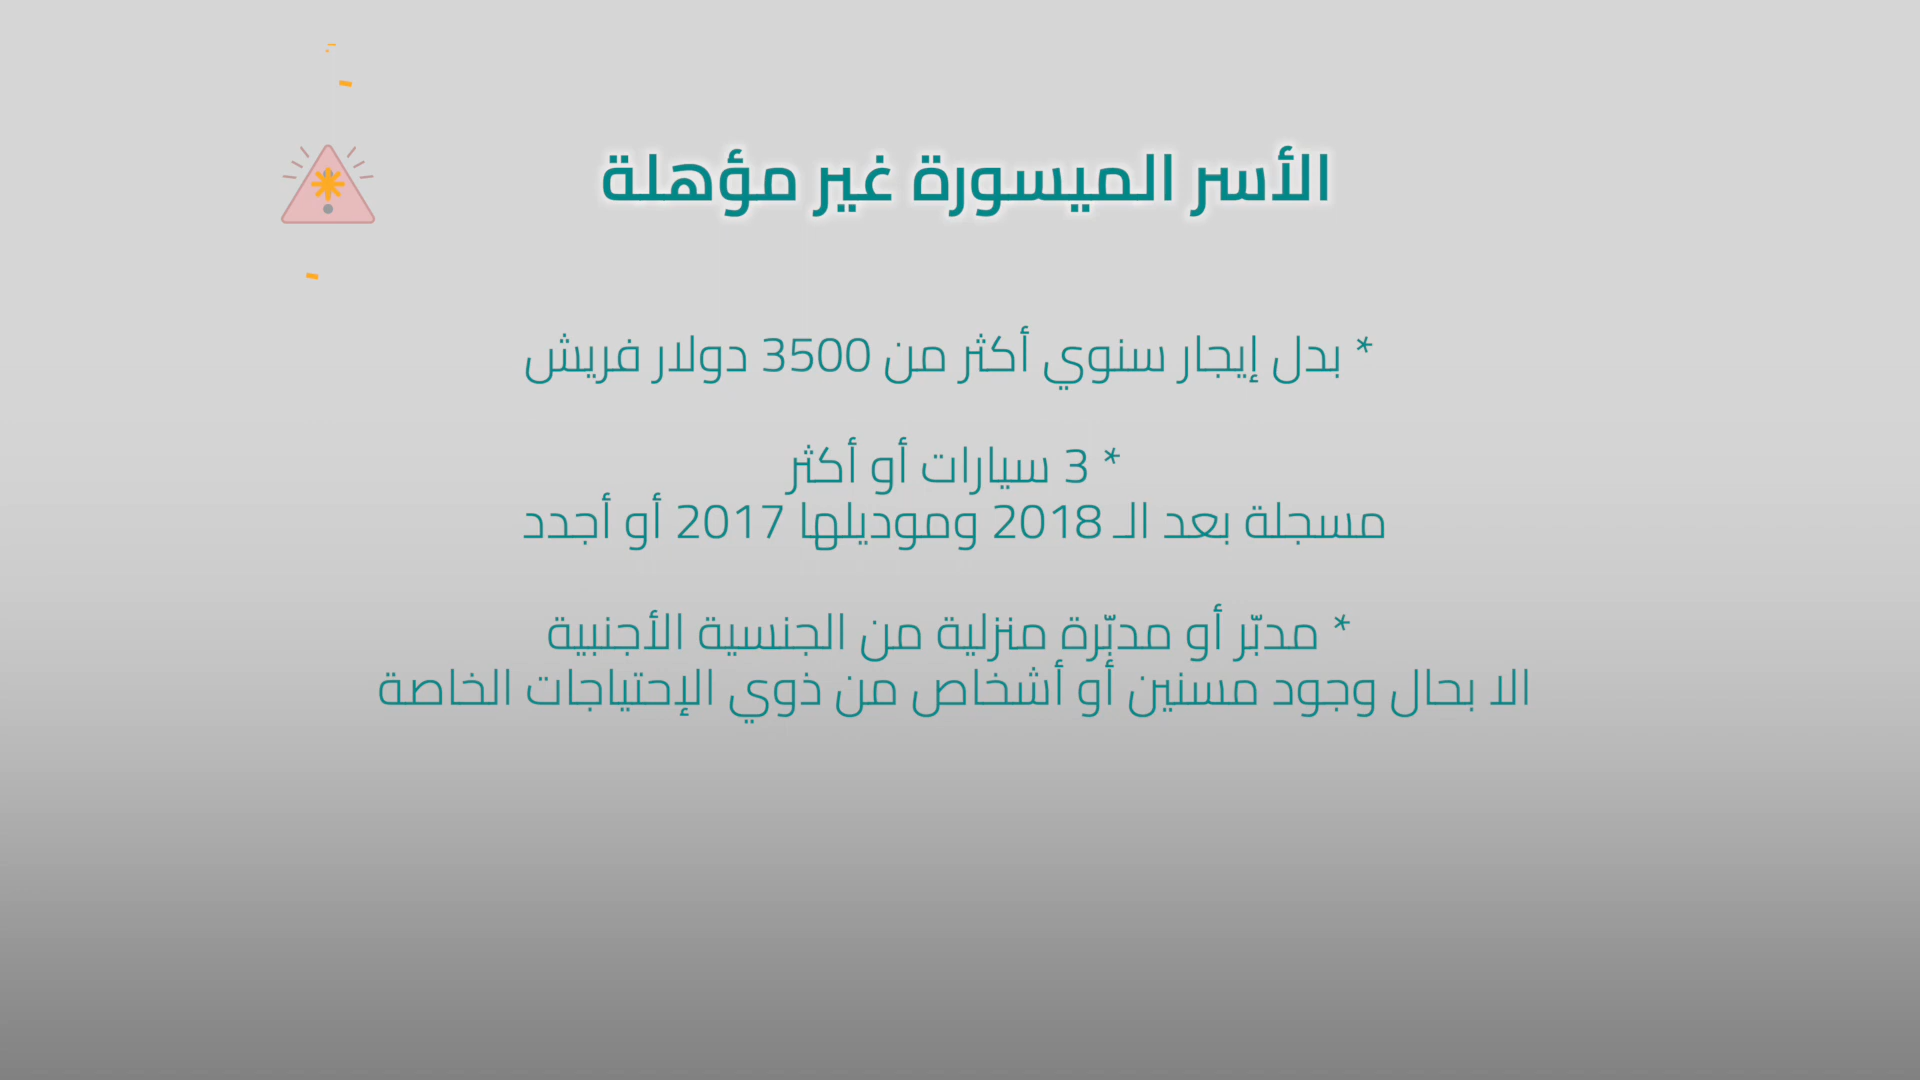 الأسر الميسورة غير مؤهلة
* بدل إيجار سنوي أكثر من 3500 دولار فريش
* 3 سيارات أو أكثر
مسجلة بعد الـ 2018 وموديلها 2017 أو أجدد
* مدبّر أو مدبّرة منزلية من الجنسية الأجنبية
الا بحال وجود مسنين أو أشخاص من ذوي الإحتياجات الخاصة